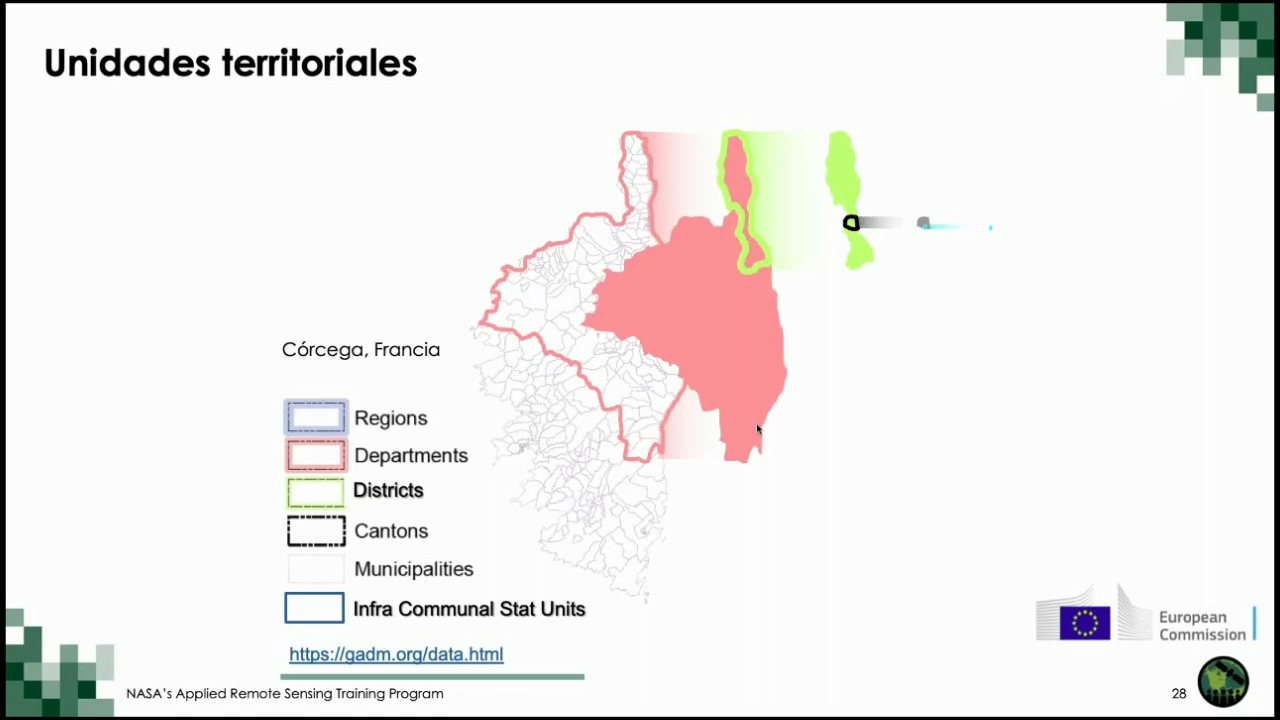 Unidades territoriales
Córcega, Francia
Regions
Departments
Districts
Cantons
Municipalities
Infra Communal Stat Units
https://gadm.org/data.html
European
Commission
NASA's Applied Remote Sensing Training Program
28